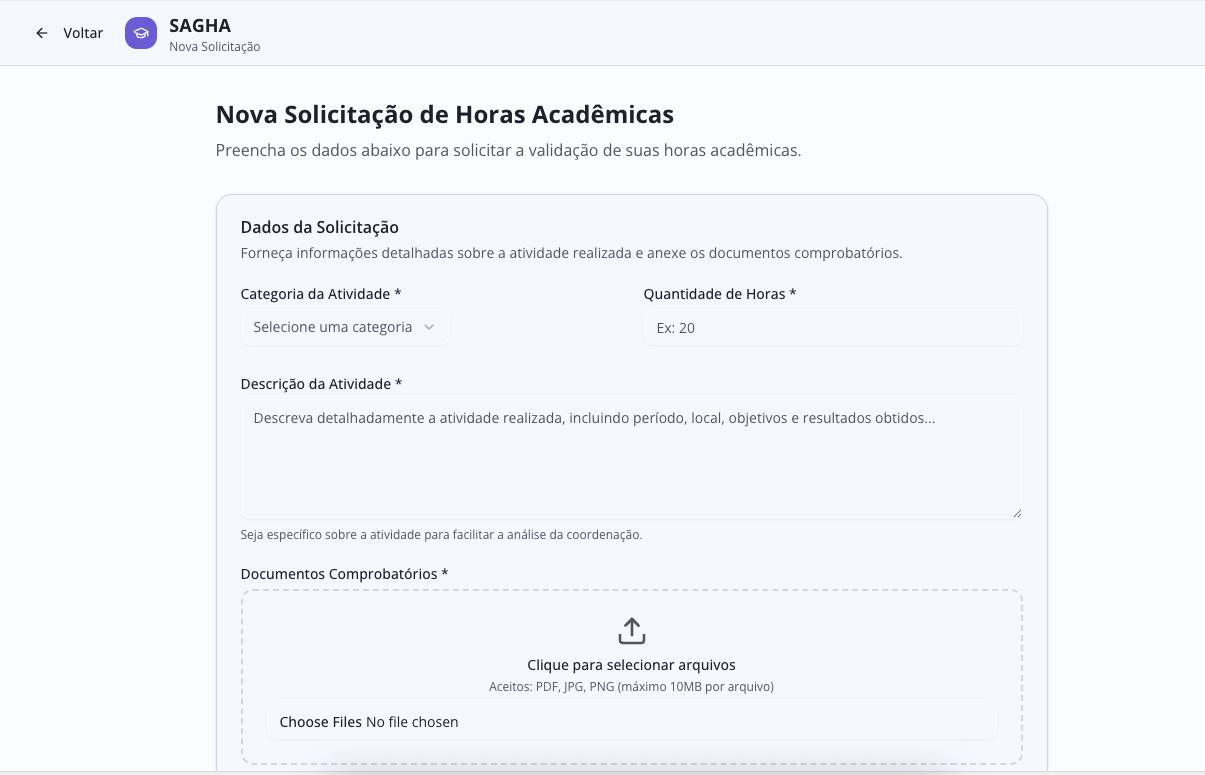 Voltar
SAGHA
Nova Solicitação
Nova Solicitação de Horas Acadêmicas
Preencha os dados abaixo para solicitar a validação de suas horas acadêmicas.
Dados da Solicitação
Forneça informações detalhadas sobre a atividade realizada e anexe os documentos comprobatórios.
Categoria da Atividade *
Selecione uma categoria
Quantidade de Horas *
Ex: 20
Descrição da Atividade *
Descreva detalhadamente a atividade realizada, incluindo período, local, objetivos e resultados obtidos...
Seja específico sobre a atividade para facilitar a análise da coordenação.
Documentos Comprobatórios *
Clique para selecionar arquivos
Aceitos: PDF, JPG, PNG (máximo 10MB por arquivo)
Choose Files No file chosen